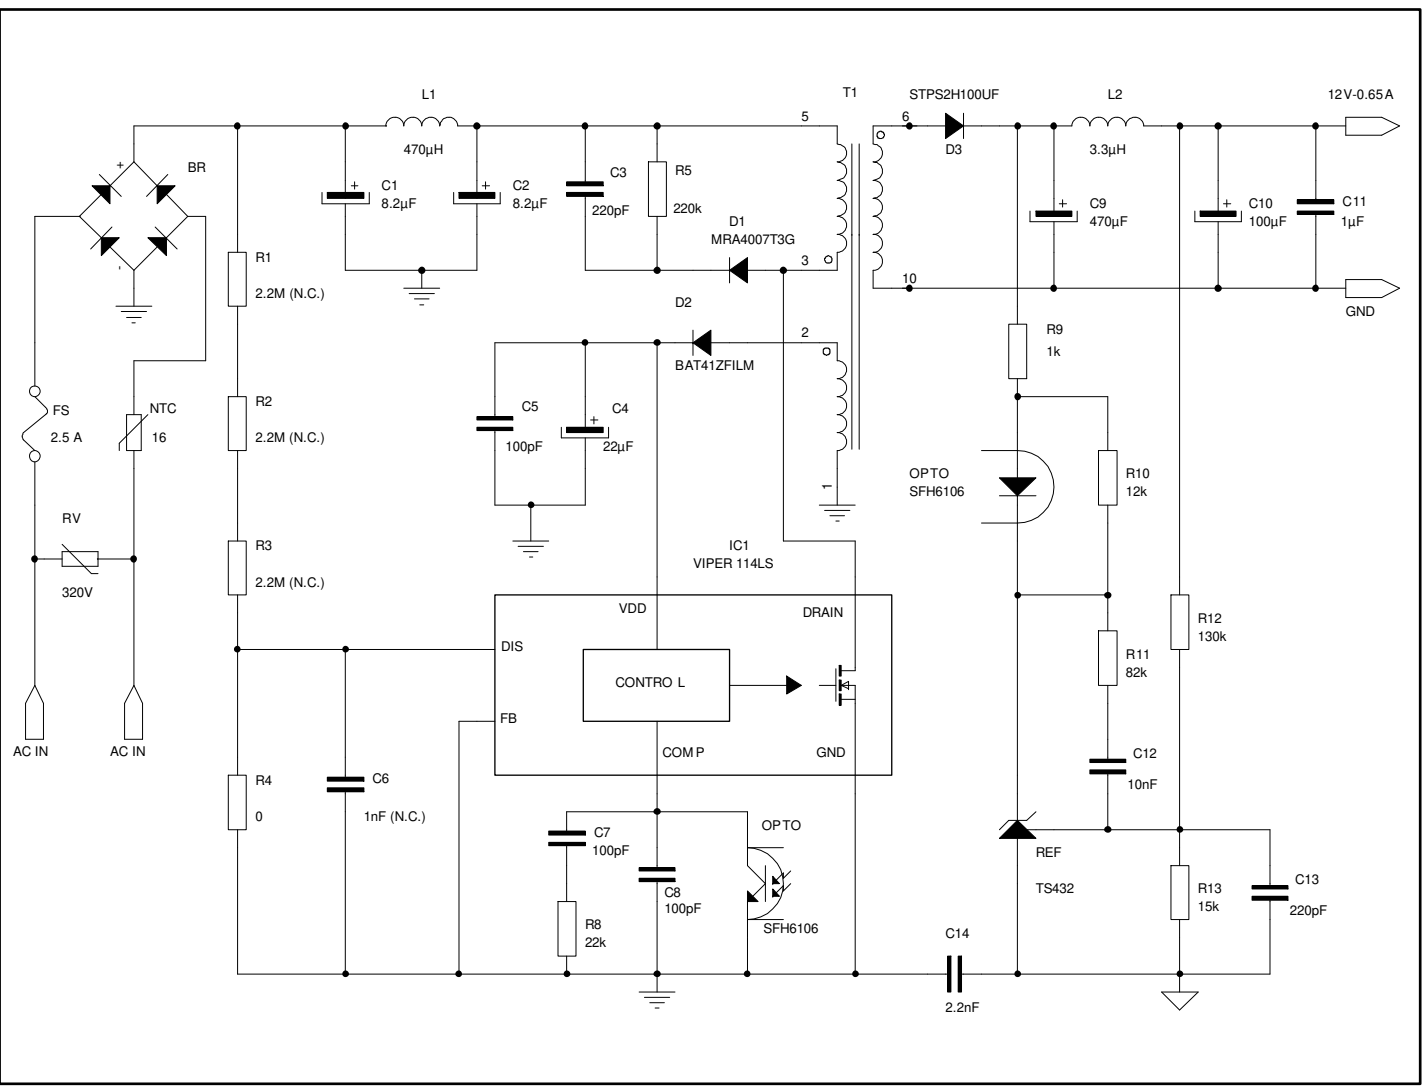 L1
T1
STPS2H100UF
L2
12V-0.65A
5
6
+
BR
470µH
D3
3.3µH
C1
8.2µF
+
C2
8.2µF
+
C3
220pF
R5
220k
C9
470µF
+
C10
100µF
+
C11
1µF
D1
MRA4007T3G
3
10
-
R1
2.2M (N.C.)
D2
2
GND
R9
1k
BAT41ZFILM
FS
2.5 A
NTC
16
R2
2.2M (N.C.)
C5
100pF
C4
22µF
+
1
OPTO
SFH6106
R10
12k
RV
320V
R3
2.2M (N.C.)
IC1
VIPER 114LS
VDD
DRAIN
R12
130k
DIS
CONTRO L
R11
82k
FB
COMP
GND
AC IN
AC IN
C12
10nF
R4
0
C6
1nF (N.C.)
C7
100pF
OPTO
REF
TS432
C8
100pF
R13
15k
C13
220pF
R8
22k
SFH6106
C14
2.2nF